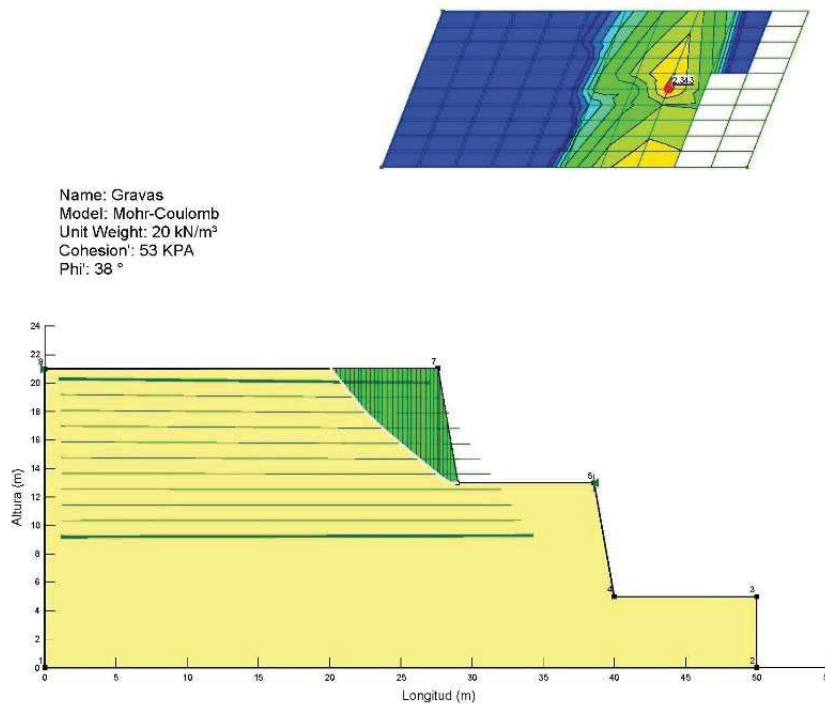 2.343
Name: Gravas
Model: Mohr-Coulomb
Unit Weight: 20 kN/m³
Cohesion': 53 KPA
Phi': 38 °
24
22
20
18
16
14
12
10
8
6
4
2
0
Altura (m)
7
5
4
3
1
2
0 5 10 15 20 25 30 35 40 45 50 55
Longitud (m)